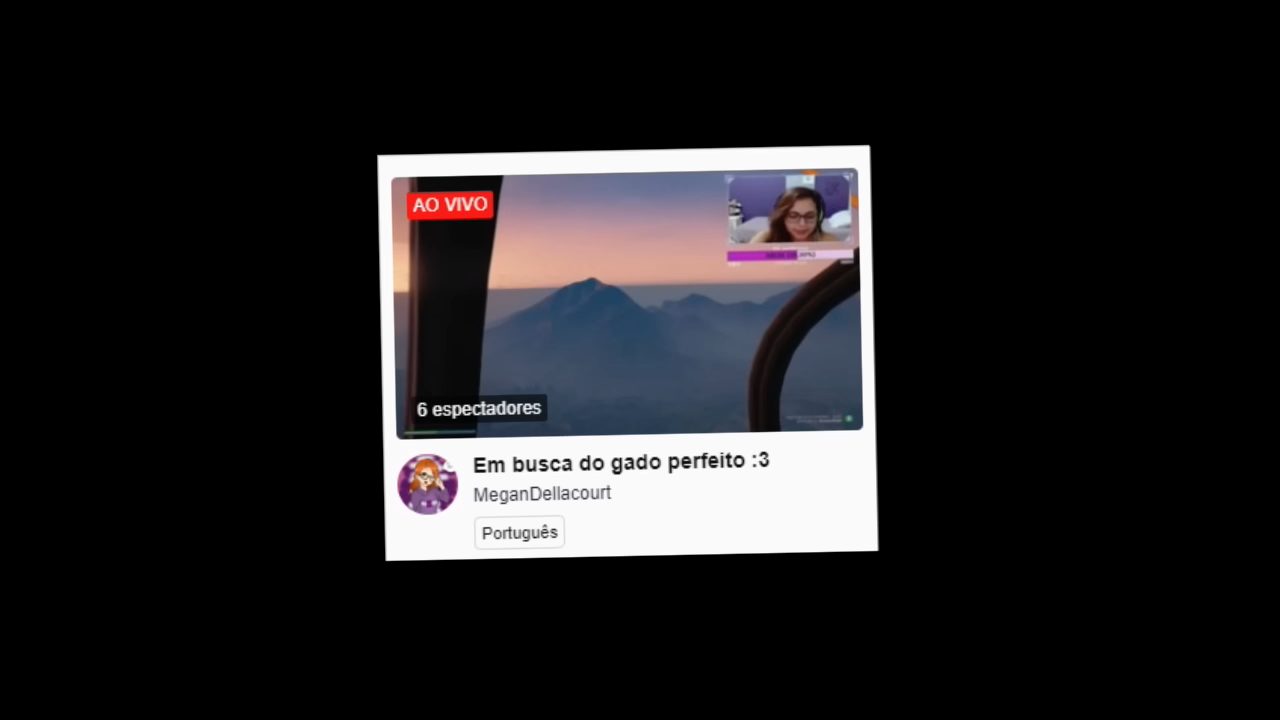 AO VIVO
6 espectadores
Em busca do gado perfeito :3
MeganDellacourt
Português